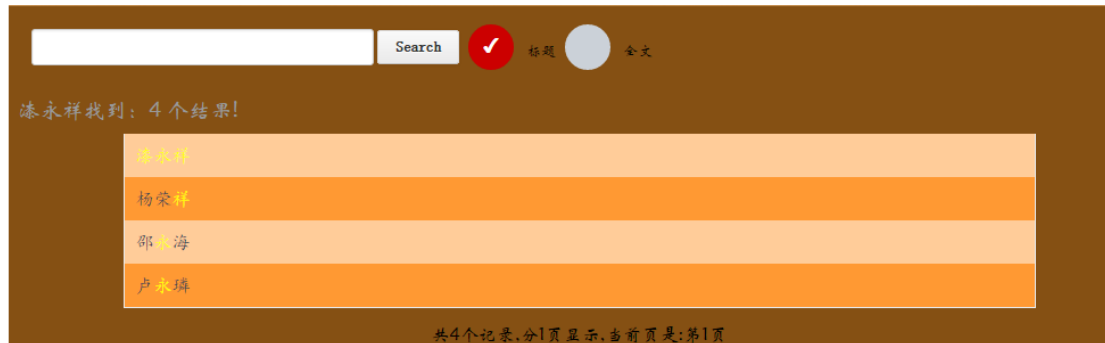 Search 标题 全文
漆永祥找到：4 个结果!
漆永祥
杨荣祥
邵永海
卢永璘
共4个记录,分1页显示,当前页是:第1页